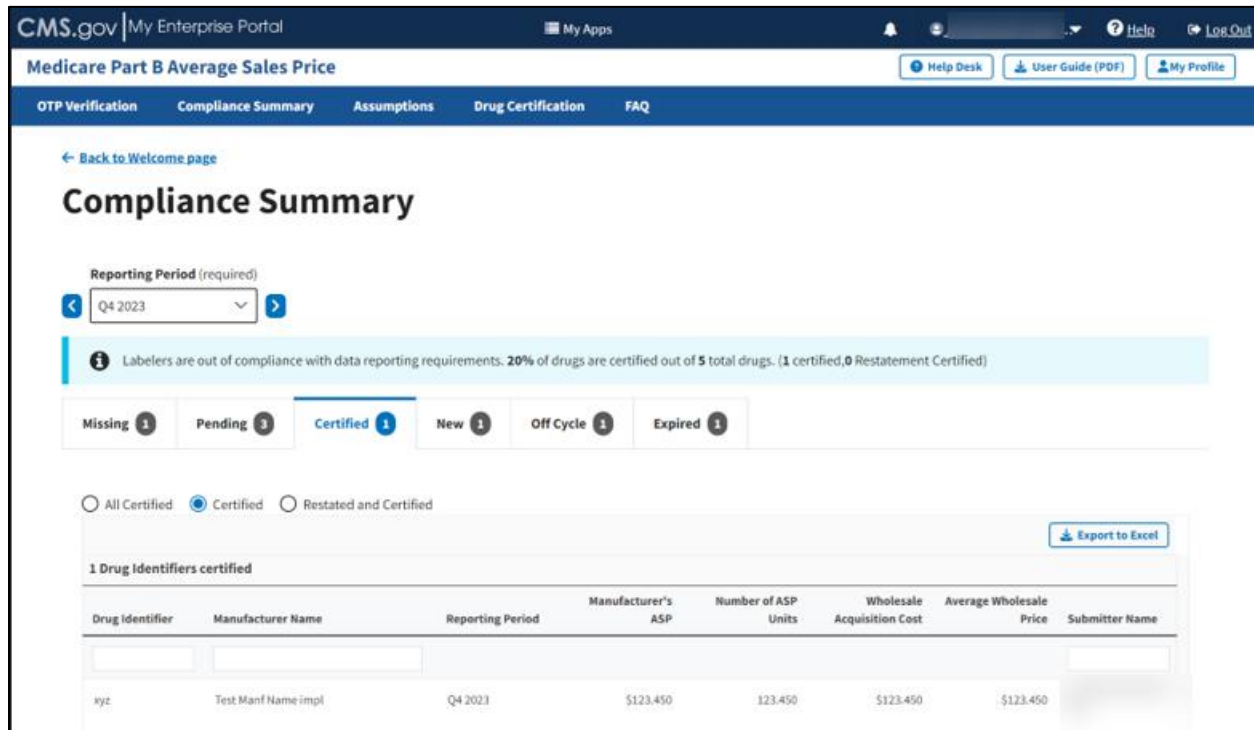 CMS.gov | My Enterprise Portal My Apps Help Log Out
Medicare Part B Average Sales Price Help Desk User Guide (PDF) My Profile
OTP Verification Compliance Summary Assumptions Drug Certification FAQ
← Back to Welcome page
Compliance Summary
Reporting Period (required)
Q4 2023
Labelers are out of compliance with data reporting requirements. 20% of drugs are certified out of 5 total drugs. (1 certified,0 Restatement Certified)
Missing 1 Pending 3 Certified 1 New 1 Off Cycle 1 Expired 1
All Certified Certified Restated and Certified
Export to Excel
1 Drug Identifiers certified
Manufacturer's Number of ASP Wholesale Average Wholesale
Drug Identifier Manufacturer Name Reporting Period ASP Units Acquisition Cost Price Submitter Name
xyz Test Manf Name impl Q4 2023 $123.450 123.450 $123.450 $123.450